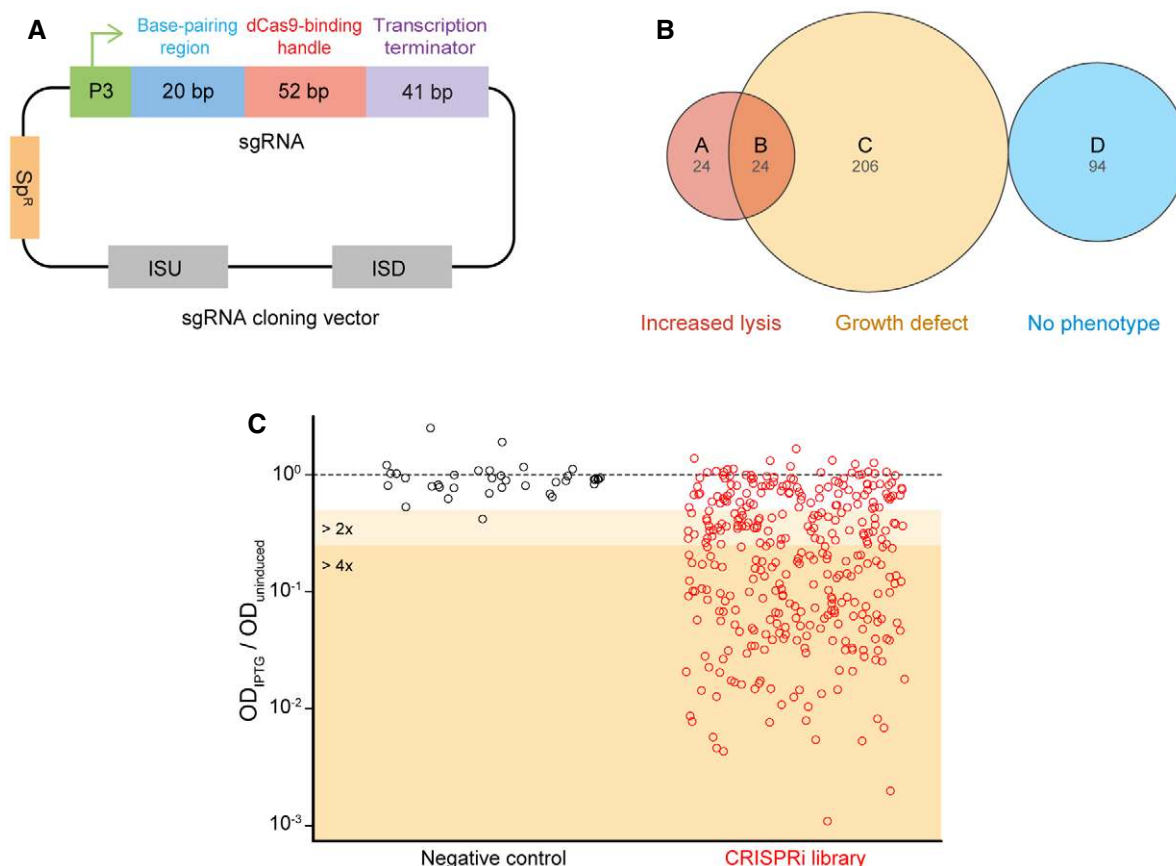 A
Base-pairing region
dCas9-binding handle
Transcription terminator
P3
20 bp
52 bp
41 bp
sgRNA
Sp^R
ISU
ISD
sgRNA cloning vector
B
A
24
B
24
C
206
D
94
Increased lysis
Growth defect
No phenotype
C
OD_IPTG / OD_uninduced
10^0
> 2x
> 4x
10^-1
10^-2
10^-3
Negative control
CRISPRi library